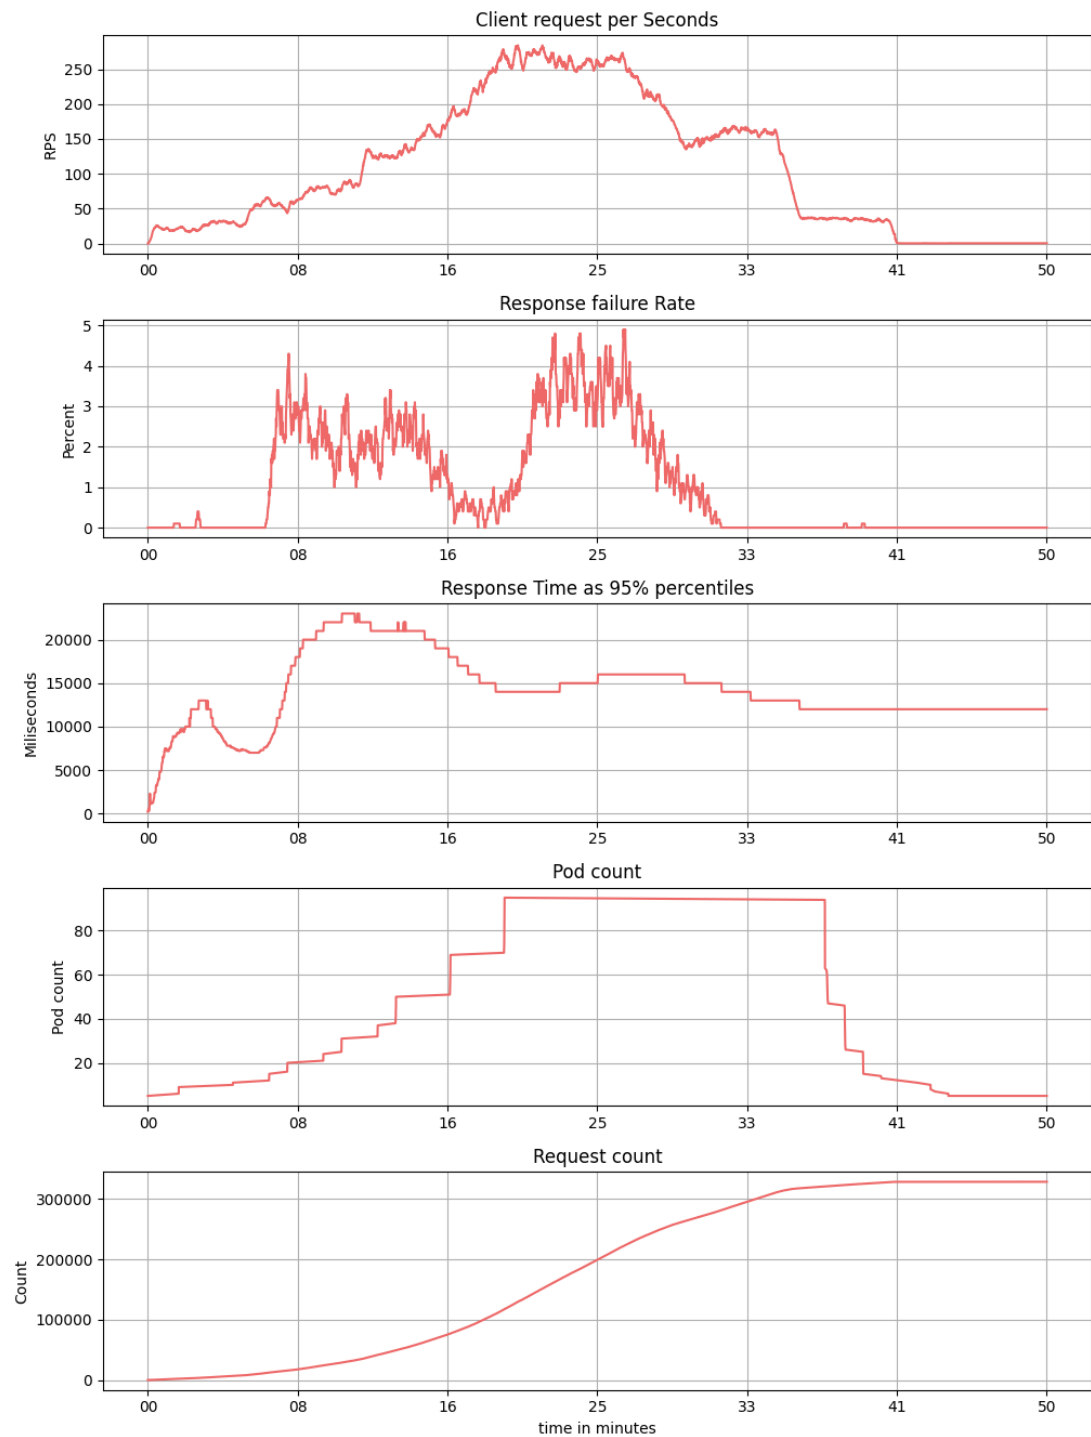 Client request per Seconds
RPS
250
200
150
100
50
0
00 08 16 25 33 41 50
Response failure Rate
Percent
5
4
3
2
1
0
00 08 16 25 33 41 50
Response Time as 95% percentiles
Miliseconds
20000
15000
10000
5000
0
00 08 16 25 33 41 50
Pod count
Pod count
80
60
40
20
00 08 16 25 33 41 50
Request count
Count
300000
200000
100000
0
00 08 16 25 33 41 50
time in minutes